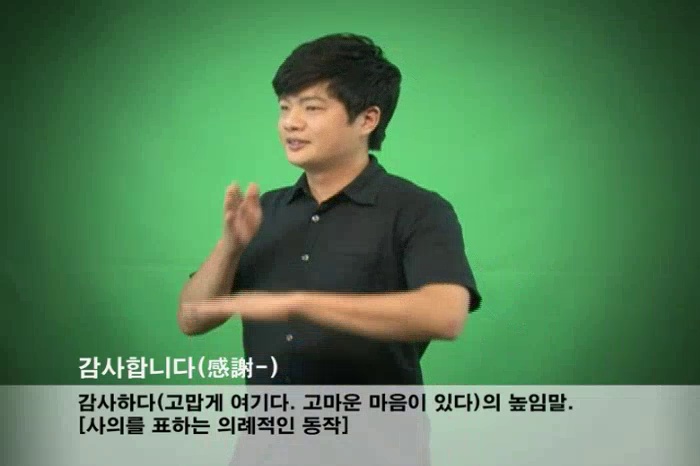 감사합니다(感謝-)
감사하다(고맙게 여기다. 고마운 마음이 있다)의 높임말.
[사의를 표하는 의례적인 동작]